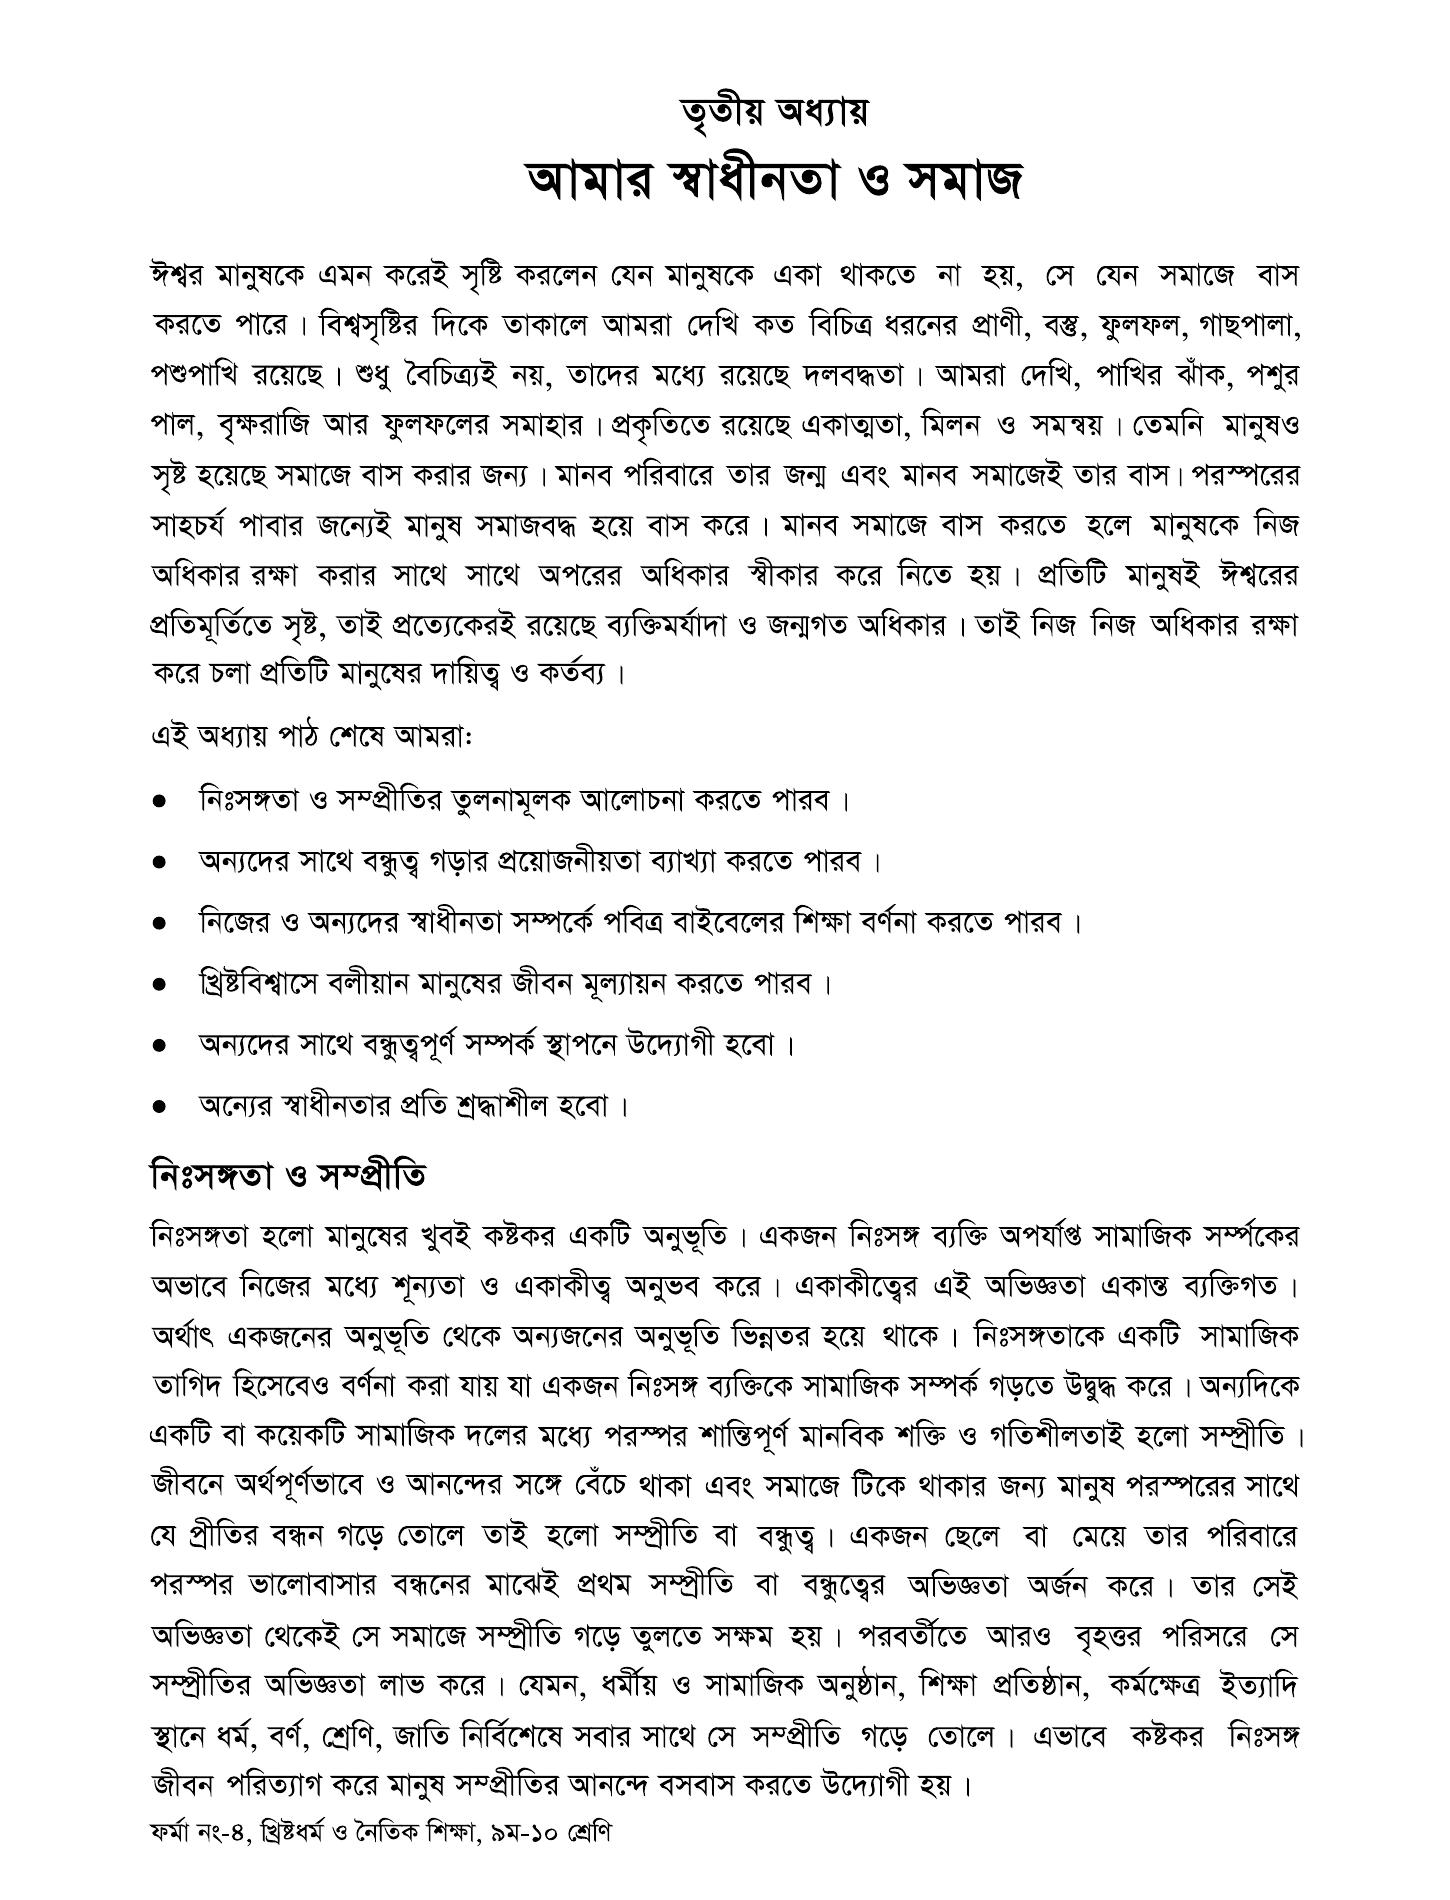 তৃতীয় অধ্যায়
আমার স্বাধীনতা ও সমাজ
ঈশ্বর মানুষকে এমন করেই সৃষ্টি করলেন যেন মানুষকে একা থাকতে না হয়, সে যেন সমাজে বাস
করতে পারে। বিশ্বসৃষ্টির দিকে তাকালে আমরা দেখি কত বিচিত্র ধরনের প্রাণী, বস্তু, ফুলফল, গাছপালা,
পশুপাখি রয়েছে। শুধু বৈচিত্র্যই নয়, তাদের মধ্যে রয়েছে দলবদ্ধতা। আমরা দেখি, পাখির ঝাঁক, পশুর
পাল, বৃক্ষরাজি আর ফুলফলের সমাহার। প্রকৃতিতে রয়েছে একাত্মতা, মিলন ও সমন্বয়। তেমনি মানুষও
সৃষ্ট হয়েছে সমাজে বাস করার জন্য। মানব পরিবারে তার জন্ম এবং মানব সমাজেই তার বাস। পরস্পরের
সাহচর্য পাবার জন্যেই মানুষ সমাজবদ্ধ হয়ে বাস করে। মানব সমাজে বাস করতে হলে মানুষকে নিজ
অধিকার রক্ষা করার সাথে সাথে অপরের অধিকার স্বীকার করে নিতে হয়। প্রতিটি মানুষই ঈশ্বরের
প্রতিমূর্তিতে সৃষ্ট, তাই প্রত্যেকেরই রয়েছে ব্যক্তিমর্যাদা ও জন্মগত অধিকার। তাই নিজ নিজ অধিকার রক্ষা
করে চলা প্রতিটি মানুষের দায়িত্ব ও কর্তব্য।
এই অধ্যায় পাঠ শেষে আমরা:
● নিঃসঙ্গতা ও সম্প্রীতির তুলনামূলক আলোচনা করতে পারব।
● অন্যদের সাথে বন্ধুত্ব গড়ার প্রয়োজনীয়তা ব্যাখ্যা করতে পারব।
● নিজের ও অন্যদের স্বাধীনতা সম্পর্কে পবিত্র বাইবেলের শিক্ষা বর্ণনা করতে পারব।
● খ্রিষ্টবিশ্বাসে বলীয়ান মানুষের জীবন মূল্যায়ন করতে পারব।
● অন্যদের সাথে বন্ধুত্বপূর্ণ সম্পর্ক স্থাপনে উদ্যোগী হবো।
● অন্যের স্বাধীনতার প্রতি শ্রদ্ধাশীল হবো।
নিঃসঙ্গতা ও সম্প্রীতি
নিঃসঙ্গতা হলো মানুষের খুবই কষ্টকর একটি অনুভূতি। একজন নিঃসঙ্গ ব্যক্তি অপর্যাপ্ত সামাজিক সর্ম্পকের
অভাবে নিজের মধ্যে শূন্যতা ও একাকীত্ব অনুভব করে। একাকীত্বের এই অভিজ্ঞতা একান্ত ব্যক্তিগত।
অর্থাৎ একজনের অনুভূতি থেকে অন্যজনের অনুভূতি ভিন্নতর হয়ে থাকে। নিঃসঙ্গতাকে একটি সামাজিক
তাগিদ হিসেবেও বর্ণনা করা যায় যা একজন নিঃসঙ্গ ব্যক্তিকে সামাজিক সম্পর্ক গড়তে উদ্বুদ্ধ করে। অন্যদিকে
একটি বা কয়েকটি সামাজিক দলের মধ্যে পরস্পর শান্তিপূর্ণ মানবিক শক্তি ও গতিশীলতাই হলো সম্প্রীতি।
জীবনে অর্থপূর্ণভাবে ও আনন্দের সঙ্গে বেঁচে থাকা এবং সমাজে টিকে থাকার জন্য মানুষ পরস্পরের সাথে
যে প্রীতির বন্ধন গড়ে তোলে তাই হলো সম্প্রীতি বা বন্ধুত্ব। একজন ছেলে বা মেয়ে তার পরিবারে
পরস্পর ভালোবাসার বন্ধনের মাঝেই প্রথম সম্প্রীতি বা বন্ধুত্বের অভিজ্ঞতা অর্জন করে। তার সেই
অভিজ্ঞতা থেকেই সে সমাজে সম্প্রীতি গড়ে তুলতে সক্ষম হয়। পরবর্তীতে আরও বৃহত্তর পরিসরে সে
সম্প্রীতির অভিজ্ঞতা লাভ করে। যেমন, ধর্মীয় ও সামাজিক অনুষ্ঠান, শিক্ষা প্রতিষ্ঠান, কর্মক্ষেত্র ইত্যাদি
স্থানে ধর্ম, বর্ণ, শ্রেণি, জাতি নির্বিশেষে সবার সাথে সে সম্প্রীতি গড়ে তোলে। এভাবে কষ্টকর নিঃসঙ্গ
জীবন পরিত্যাগ করে মানুষ সম্প্রীতির আনন্দে বসবাস করতে উদ্যোগী হয়।
ফর্মা নং-৪, খ্রিষ্টধর্ম ও নৈতিক শিক্ষা, ৯ম-১০ শ্রেণি